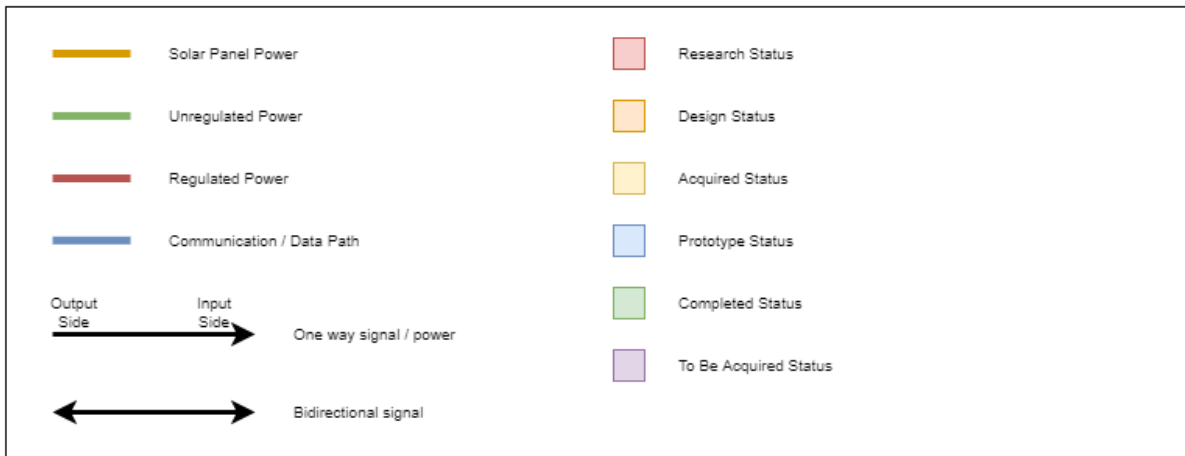 Solar Panel Power
Unregulated Power
Regulated Power
Communication / Data Path
Output
Side
Input
Side
One way signal / power
Bidirectional signal
Research Status
Design Status
Acquired Status
Prototype Status
Completed Status
To Be Acquired Status